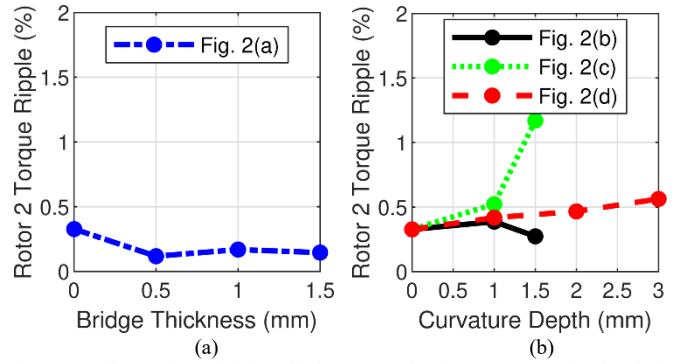 Rotor 2 Torque Ripple (%)
2
1.5
1
0.5
0
Fig. 2(a)
0 0.5 1 1.5
Bridge Thickness (mm)
(a)
Rotor 2 Torque Ripple (%)
2
1.5
1
0.5
0
Fig. 2(b)
Fig. 2(c)
Fig. 2(d)
0 0.5 1 1.5 2 2.5 3
Curvature Depth (mm)
(b)